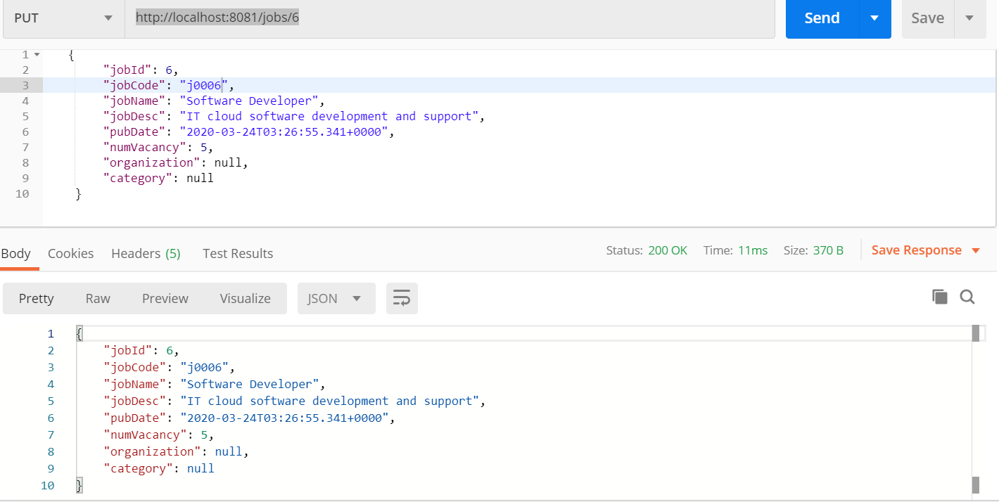 PUT http://localhost:8081/jobs/6 Send Save
1 {
2 "jobId": 6,
3 "jobCode": "j0006",
4 "jobName": "Software Developer",
5 "jobDesc": "IT cloud software development and support",
6 "pubDate": "2020-03-24T03:26:55.341+0000",
7 "numVacancy": 5,
8 "organization": null,
9 "category": null
10 }
Body Cookies Headers (5) Test Results Status: 200 OK Time: 11ms Size: 370 B Save Response
Pretty Raw Preview Visualize JSON
1 {
2 "jobId": 6,
3 "jobCode": "j0006",
4 "jobName": "Software Developer",
5 "jobDesc": "IT cloud software development and support",
6 "pubDate": "2020-03-24T03:26:55.341+0000",
7 "numVacancy": 5,
8 "organization": null,
9 "category": null
10 }